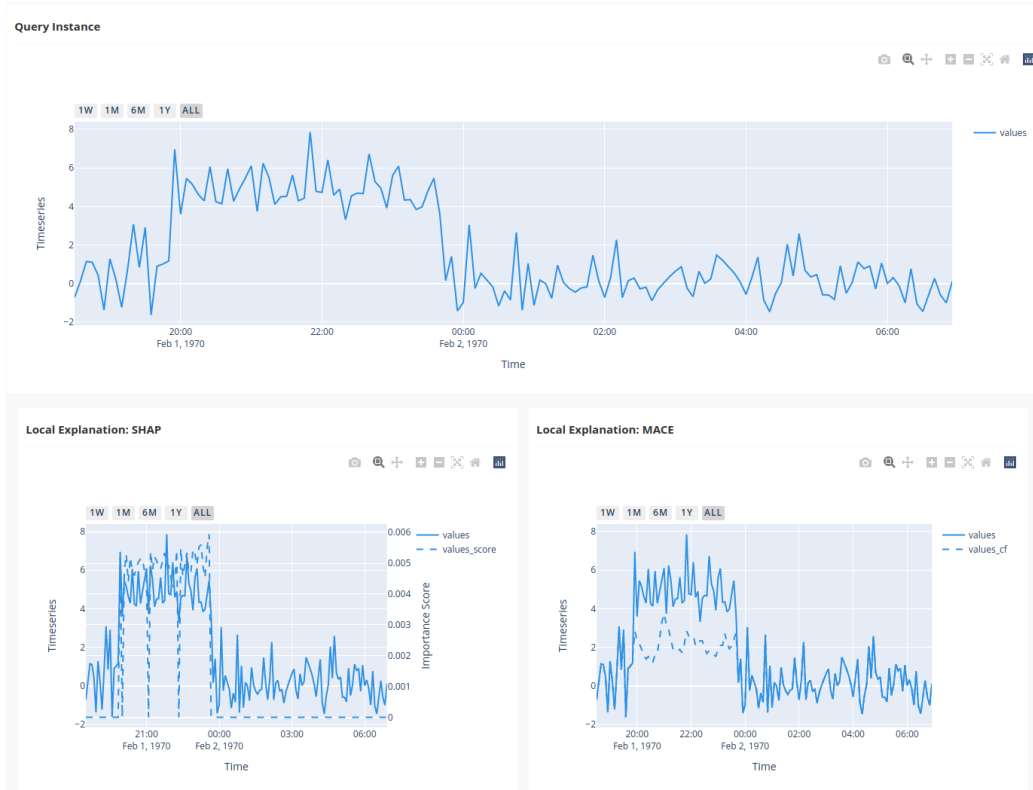 Query Instance
1W 1M 6M 1Y ALL
8
6
4
2
0
−2
Timeseries
values
20:00 22:00 00:00 02:00 04:00 06:00
Feb 1, 1970 Feb 2, 1970
Time
Local Explanation: SHAP
1W 1M 6M 1Y ALL
8
6
4
2
0
−2
Timeseries
0.006
0.005
0.004
0.003
0.002
0.001
0
Importance Score
values
values_score
21:00 00:00 03:00 06:00
Feb 1, 1970 Feb 2, 1970
Time
Local Explanation: MACE
1W 1M 6M 1Y ALL
8
6
4
2
0
−2
Timeseries
values
values_cf
20:00 22:00 00:00 02:00 04:00 06:00
Feb 1, 1970 Feb 2, 1970
Time